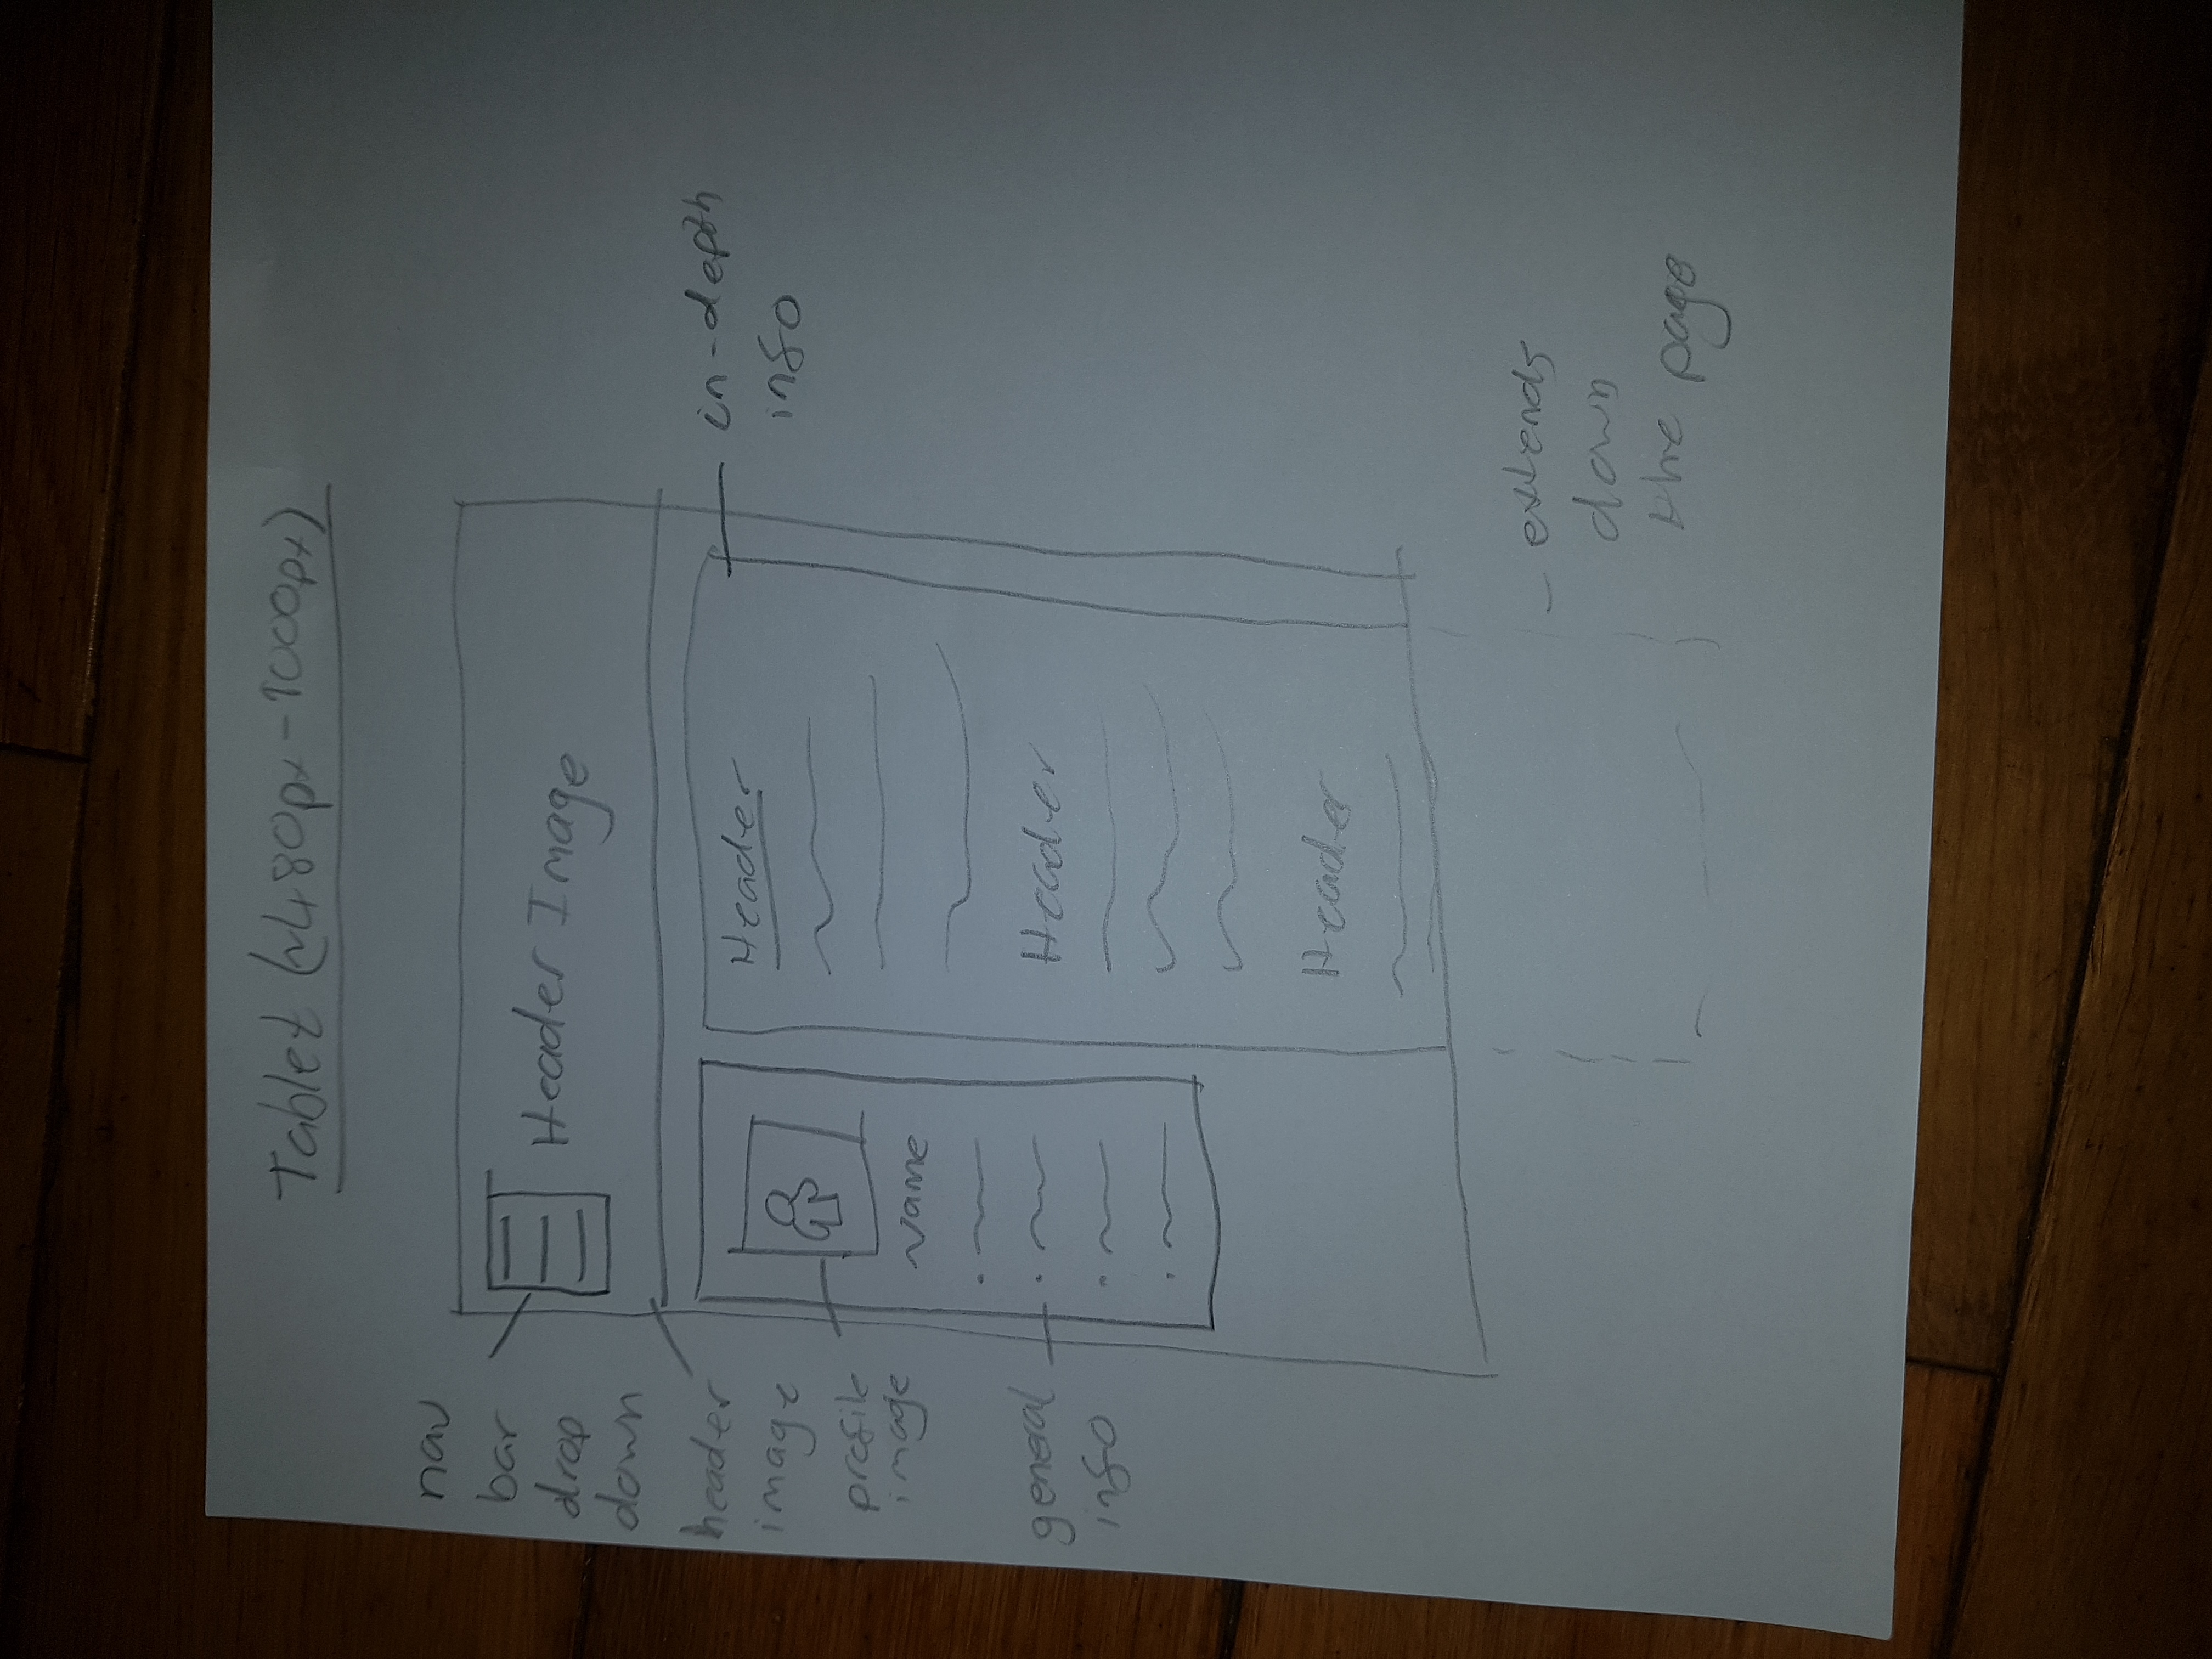 Tablet (~480px - 1000px)
nav
bar
drop
down
Header Image
header
image
profile
image
Name
general
info
Header
Header
Header
in-depth
info
extends
down
the page